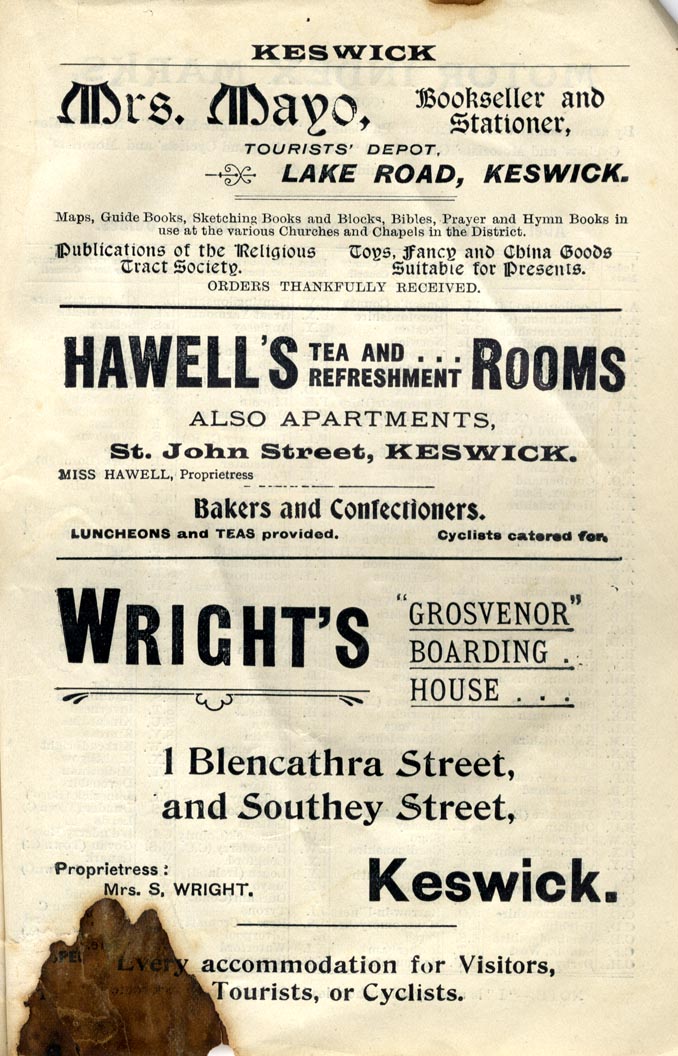 KESWICK
Mrs. Mayo, Bookseller and Stationer,
TOURISTS' DEPOT,
LAKE ROAD, KESWICK.
Maps, Guide Books, Sketching Books and Blocks, Bibles, Prayer and Hymn Books in
use at the various Churches and Chapels in the District.
Publications of the Religious Tract Society.
Toys, Fancy and China Goods Suitable for Presents.
ORDERS THANKFULLY RECEIVED.
HAWELL'S TEA AND . . . REFRESHMENT ROOMS
ALSO APARTMENTS,
St. John Street, KESWICK.
MISS HAWELL, Proprietress
Bakers and Confectioners.
LUNCHEONS and TEAS provided. Cyclists catered for.
WRIGHT'S
"GROSVENOR"
BOARDING .
HOUSE . . .
1 Blencathra Street,
and Southey Street,
Proprietress :
Mrs. S. WRIGHT.
Keswick.
Every accommodation for Visitors,
Tourists, or Cyclists.